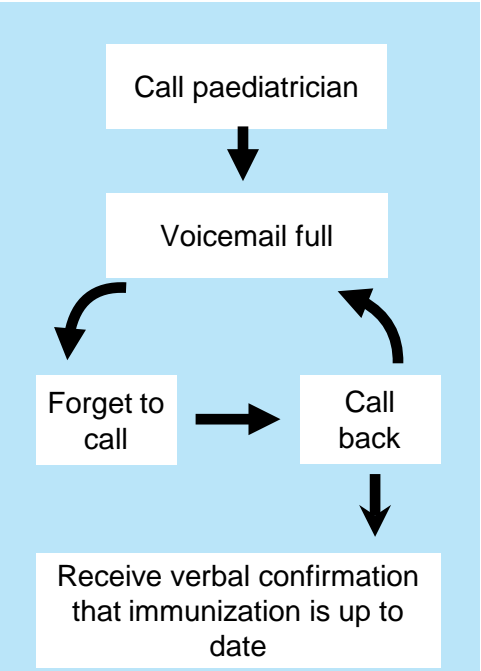 Call paediatrician
Voicemail full
Forget to
call
Call
back
Receive verbal confirmation
that immunization is up to
date